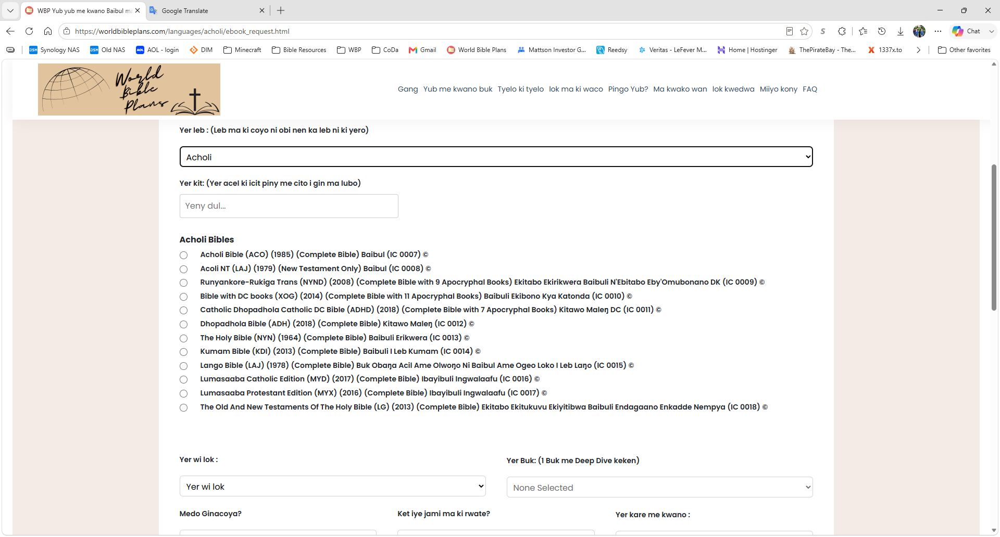 WBP Yub yub me kwano Baibul ma
Google Translate
https://worldbibleplans.com/languages/acholi/ebook_request.html
Chat
Synology NAS
Old NAS
AOL - login
DIM
Minecraft
Bible Resources
WBP
CoDa
Gmail
World Bible Plans
Mattson Investor G...
Reedsy
Veritas - LeFever M...
Home | Hostinger
ThePirateBay - The...
1337x.to
Other favorites
World
Bible
Plans
Gang Yub me kwano buk Tyelo ki tyelo lok ma ki waco Pingo Yub? Ma kwako wan lok kwedwa Miiyo kony FAQ
Yer leb : (Leb ma ki coyo ni obi nen ka leb ni ki yero)
Acholi
Yer kit: (Yer acel ki icit piny me cito i gin ma lubo)
Yeny dul...
Acholi Bibles
Acholi Bible (ACO) (1985) (Complete Bible) Baibul (IC 0007) ©
Acoli NT (LAJ) (1979) (New Testament Only) Baibul (IC 0008) ©
Runyankore-Rukiga Trans (NYND) (2008) (Complete Bible with 9 Apocryphal Books) Ekitabo Ekirikwera Baibuli N'Ebitabo Eby'Omubonano DK (IC 0009) ©
Bible with DC books (XOG) (2014) (Complete Bible with 11 Apocryphal Books) Baibuli Ekibono Kya Katonda (IC 0010) ©
Catholic Dhopadhola Catholic DC Bible (ADHD) (2018) (Complete Bible with 7 Apocryphal Books) Kitawo Maleŋ DC (IC 0011) ©
Dhopadhola Bible (ADH) (2018) (Complete Bible) Kitawo Maleŋ (IC 0012) ©
The Holy Bible (NYN) (1964) (Complete Bible) Baibuli Erikwera (IC 0013) ©
Kumam Bible (KDI) (2013) (Complete Bible) Baibuli I Leb Kumam (IC 0014) ©
Lango Bible (LAJ) (1978) (Complete Bible) Buk Obaŋa Acil Ame Olwoŋo Ni Baibul Ame Ogeo Loko I Leb Laŋo (IC 0015) ©
Lumasaaba Catholic Edition (MYD) (2017) (Complete Bible) Ibayibuli Ingwalaafu (IC 0016) ©
Lumasaaba Protestant Edition (MYX) (2016) (Complete Bible) Ibayibuli Ingwalaafu (IC 0017) ©
The Old And New Testaments Of The Holy Bible (LG) (2013) (Complete Bible) Ekitabo Ekitukuvu Ekiyitibwa Baibuli Endagaano Enkadde Nempya (IC 0018) ©
Yer wi lok :
Yer Buk: (1 Buk me Deep Dive keken)
Yer wi lok
None Selected
Medo Ginacoya?
Ket iye jami ma ki rwate?
Yer kare me kwano :